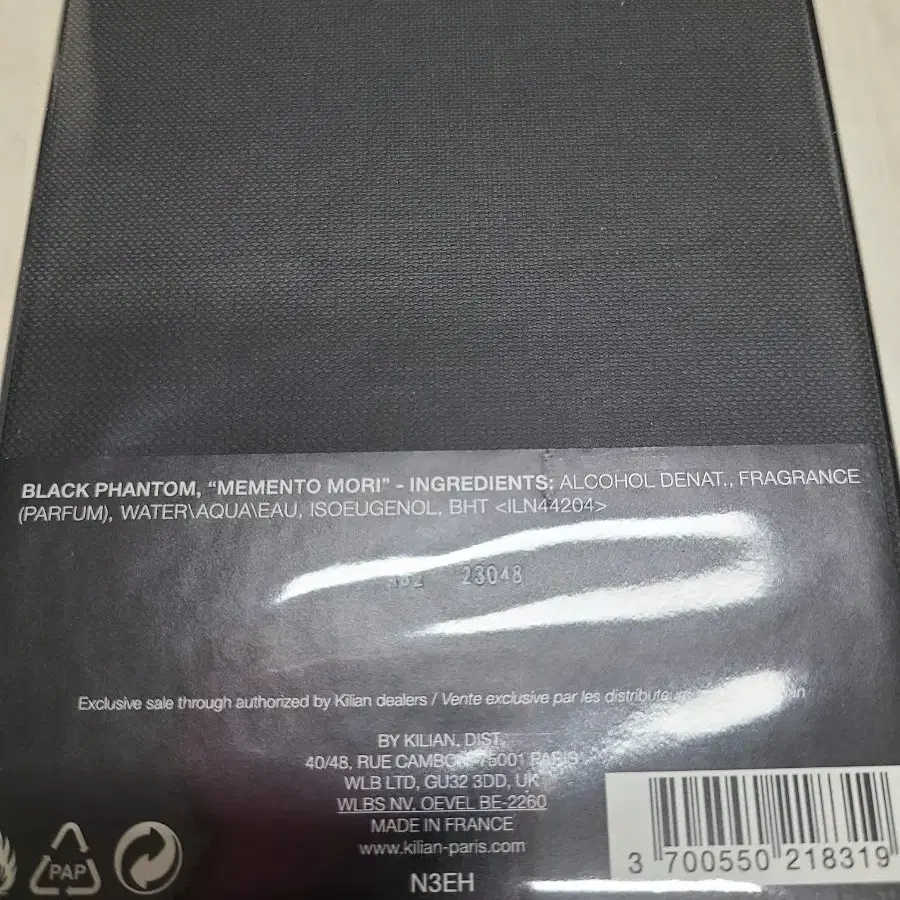 BLACK PHANTOM, “MEMENTO MORI” - INGREDIENTS: ALCOHOL DENAT., FRAGRANCE
(PARFUM), WATER\AQUA\EAU, ISOEUGENOL, BHT <ILN44204>
23048
Exclusive sale through authorized by Kilian dealers / Vente exclusive par les
BY KILIAN, DIST.
40/48, RUE CAMBON, 75001 PARIS
WLB LTD, GU32 3DD, UK
WLBS NV, OEVEL BE-2260
MADE IN FRANCE
www.kilian-paris.com
N3EH
PAP
3 700550 218319